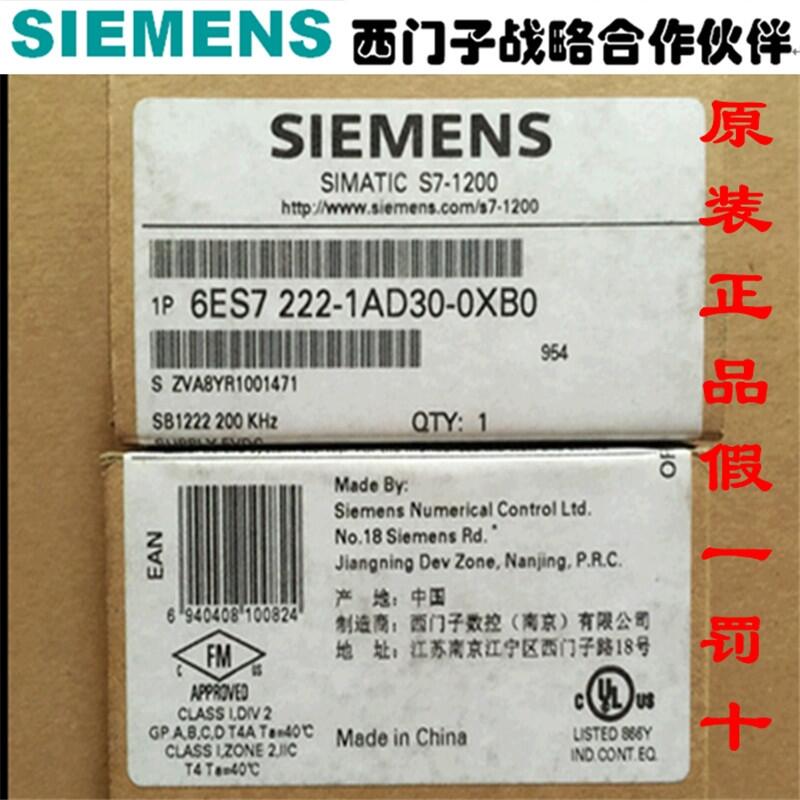 SIEMENS 西门子战略合作伙伴
SIEMENS
SIMATIC S7-1200
http://www.siemens.com/s7-1200
1P 6ES7 222-1AD30-0XB0
954
S ZVA8YR1001471
SB1222 200 KHz QTY: 1
SUPPLY 5VDC
EAN
6 940408 100824
Made By:
Siemens Numerical Control Ltd.
No.18 Siemens Rd.
Jiangning Dev Zone, Nanjing, P.R.C.
产 地: 中国
制造商: 西门子数控（南京）有限公司
地 址: 江苏南京江宁区西门子路18号
C FM US
APPROVED
CLASS I,DIV 2
GP.A,B,C,D T4A Ta=40℃
CLASS I,ZONE 2,IIC
T4 Ta=40℃
Made in China
C UL US
LISTED 866Y
IND.CONT.EQ.
原装正品假一罚十